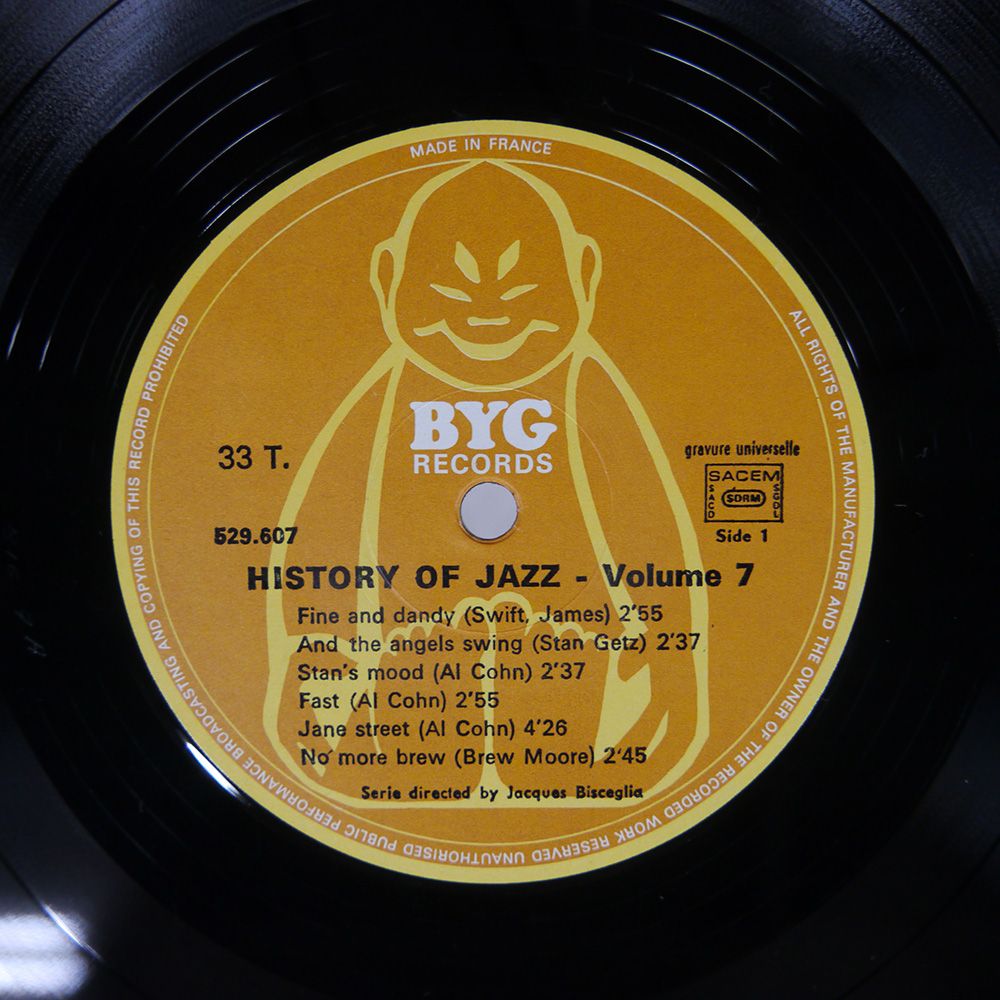 MADE IN FRANCE
ALL RIGHTS OF THE MANUFACTURER AND THE OWNER OF THE RECORDED WORK RESERVED UNAUTHORISED PUBLIC PERFORMANCE BROADCASTING AND COPYING OF THIS RECORD PROHIBITED
BYG
RECORDS
33 T.
529.607
gravure universelle
SACEM
SACD
SDRM
SGDL
Side 1
HISTORY OF JAZZ - Volume 7
Fine and dandy (Swift, James) 2'55
And the angels swing (Stan Getz) 2'37
Stan's mood (Al Cohn) 2'37
Fast (Al Cohn) 2'55
Jane street (Al Cohn) 4'26
No more brew (Brew Moore) 2'45
Serie directed by Jacques Bisceglia